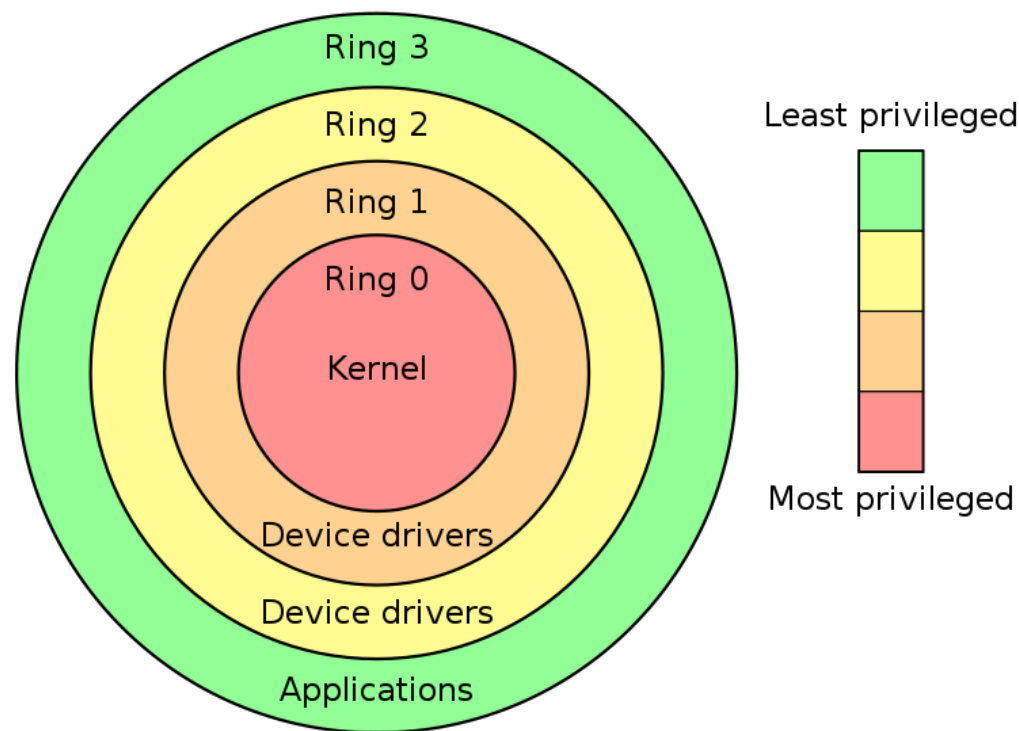 Ring 3
Ring 2
Ring 1
Ring 0
Kernel
Device drivers
Device drivers
Applications
Least privileged
Most privileged